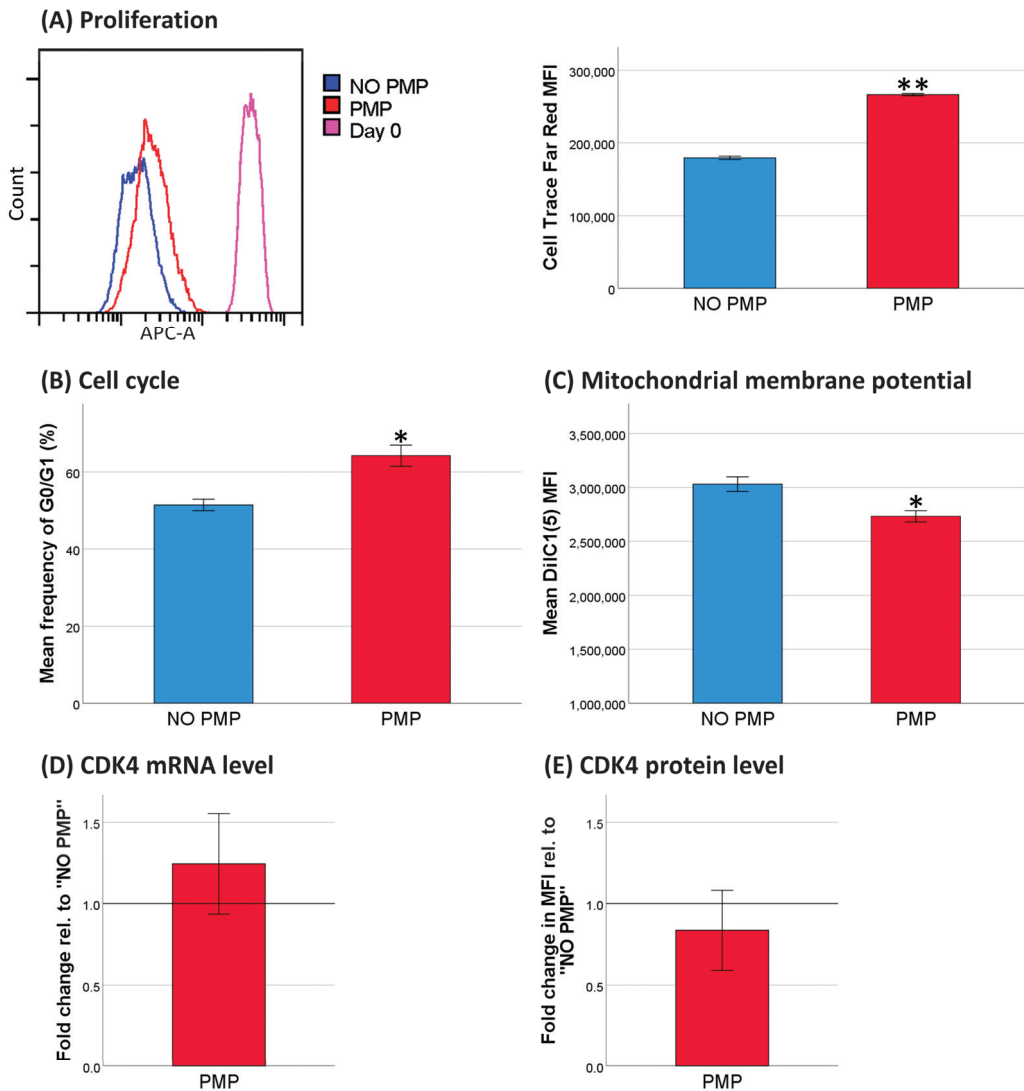 (A) Proliferation
Count
APC-A
NO PMP
PMP
Day 0
Cell Trace Far Red MFI
300,000
200,000
100,000
0
**
NO PMP
PMP
(B) Cell cycle
Mean frequency of G0/G1 (%)
60
40
20
0
*
NO PMP
PMP
(C) Mitochondrial membrane potential
Mean DiIC1(5) MFI
3,500,000
3,000,000
2,500,000
2,000,000
1,500,000
1,000,000
*
NO PMP
PMP
(D) CDK4 mRNA level
Fold change rel. to "NO PMP"
1.5
1.0
0.5
0.0
PMP
(E) CDK4 protein level
Fold change in MFI rel. to
"NO PMP"
1.5
1.0
0.5
0.0
PMP